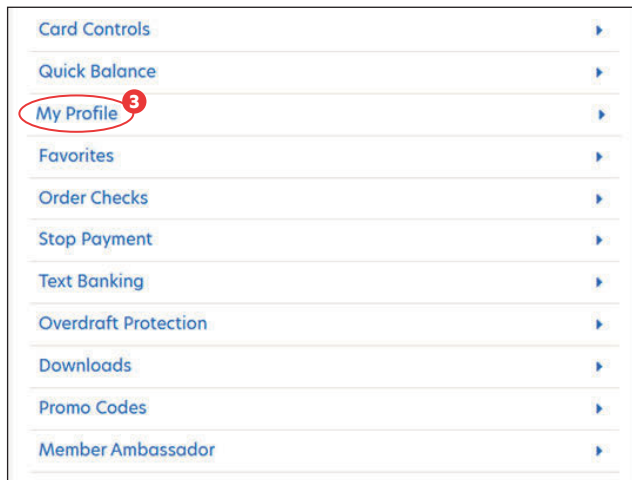 Card Controls
Quick Balance
My Profile 3
Favorites
Order Checks
Stop Payment
Text Banking
Overdraft Protection
Downloads
Promo Codes
Member Ambassador